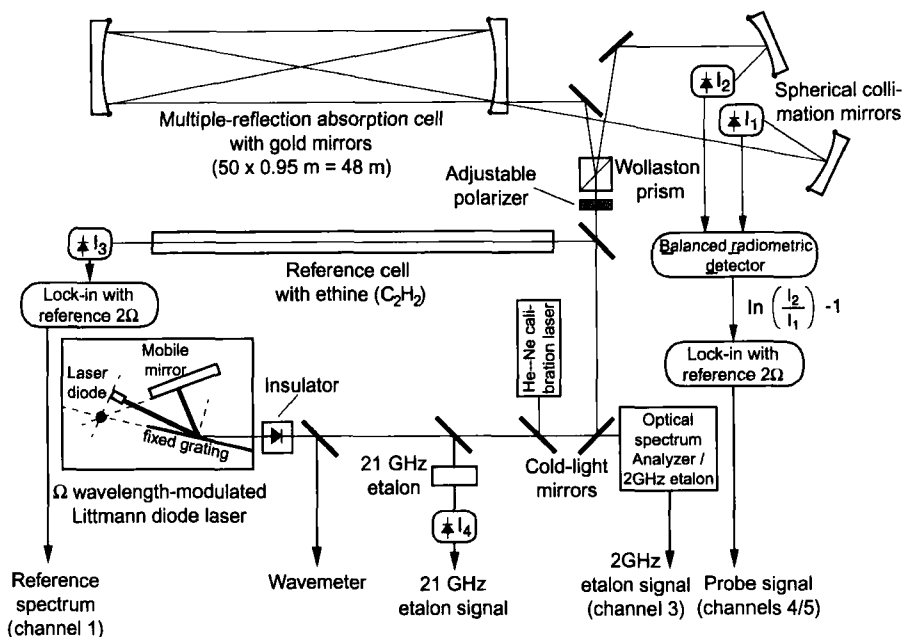 Multiple-reflection absorption cell
with gold mirrors
(50 x 0.95 m = 48 m)
I2
I1
Spherical colli-
mation mirrors
Wollaston
prism
Adjustable
polarizer
I3
Reference cell
with ethine (C2H2)
Balanced radiometric
detector
Lock-in with
reference 2Ω
ln (I2/I1) -1
He--Ne cali-
bration laser
Lock-in with
reference 2Ω
Mobile
mirror
Laser
diode
fixed grating
Insulator
Optical
spectrum
Analyzer /
2GHz etalon
21 GHz
etalon
Cold-light
mirrors
Ω wavelength-modulated
Littmann diode laser
I4
Reference
spectrum
(channel 1)
Wavemeter
21 GHz
etalon signal
2GHz
etalon signal
(channel 3)
Probe signal
(channels 4/5)